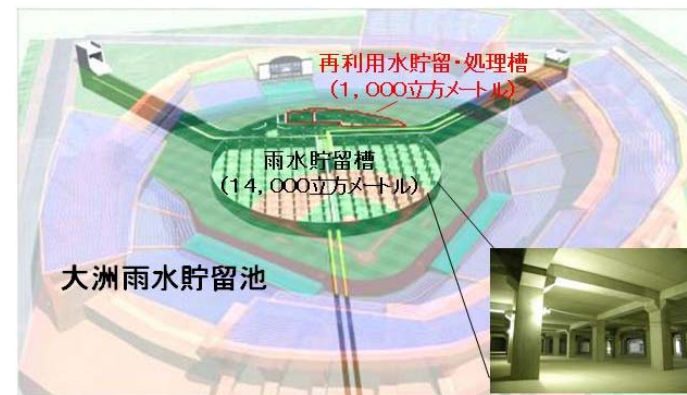 再利用水貯留・処理槽
（1，000立方メートル）
雨水貯留槽
（14，000立方メートル）
大洲雨水貯留池